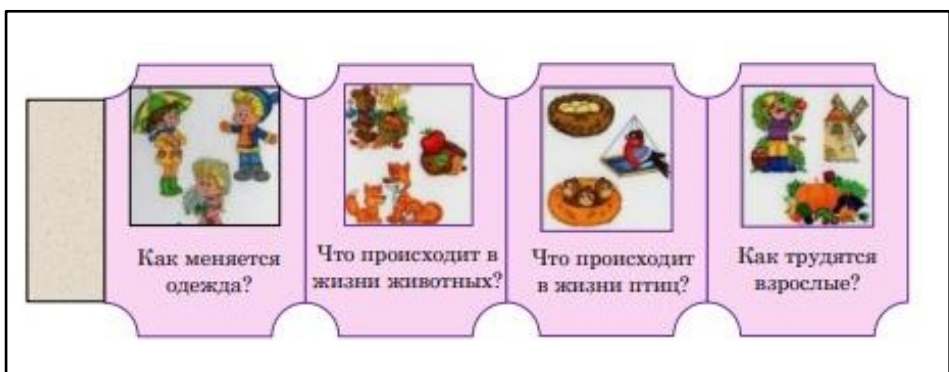 Как меняется
одежда?
Что происходит в
жизни животных?
Что происходит
в жизни птиц?
Как трудятся
взрослые?